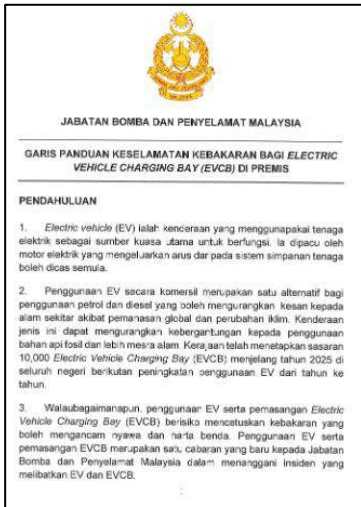 JABATAN BOMBA DAN PENYELAMAT MALAYSIA
GARIS PANDUAN KESELAMATAN KEBAKARAN BAGI ELECTRIC
VEHICLE CHARGING BAY (EVCB) DI PREMIS
PENDAHULUAN
1. Electric vehicle (EV) ialah kenderaan yang menggunapakai tenaga
elektrik sebagai sumber kuasa utama untuk berfungsi. Ia dipacu oleh
motor elektrik yang mengeluarkan arus dar pada sistem simpanan tenaga
boleh dicas semula.
2. Penggunaan EV secara komersil merupakan satu alternatif bagi
penggunaan petrol dan diesel yang boleh mengurangkan kesan kepada
alam sekitar akibat pemanasan global dan perubahan iklim. Kenderaan
jenis ini dapat mengurangkan kebergantungan kepada penggunaan
bahan api fosil dan lebih mesra alam. Kerajaan telah menetapkan sasaran
10,000 Electric Vehicle Charging Bay (EVCB) menjelang tahun 2025 di
seluruh negeri berikutan peningkatan penggunaan EV dari tahun ke
tahun.
3. Walaubagaimanapun, penggunaan EV serta pemasangan Electric
Vehicle Charging Bay (EVCB) berisiko mencetuskan kebakaran yang
boleh mengancam nyawa dan harta benda. Penggunaan EV serta
pemasangan EVCB merupakan satu cabaran yang baru kepada Jabatan
Bomba dan Penyelamat Malaysia dalam menanggani insiden yang
melibatkan EV dan EVCB.